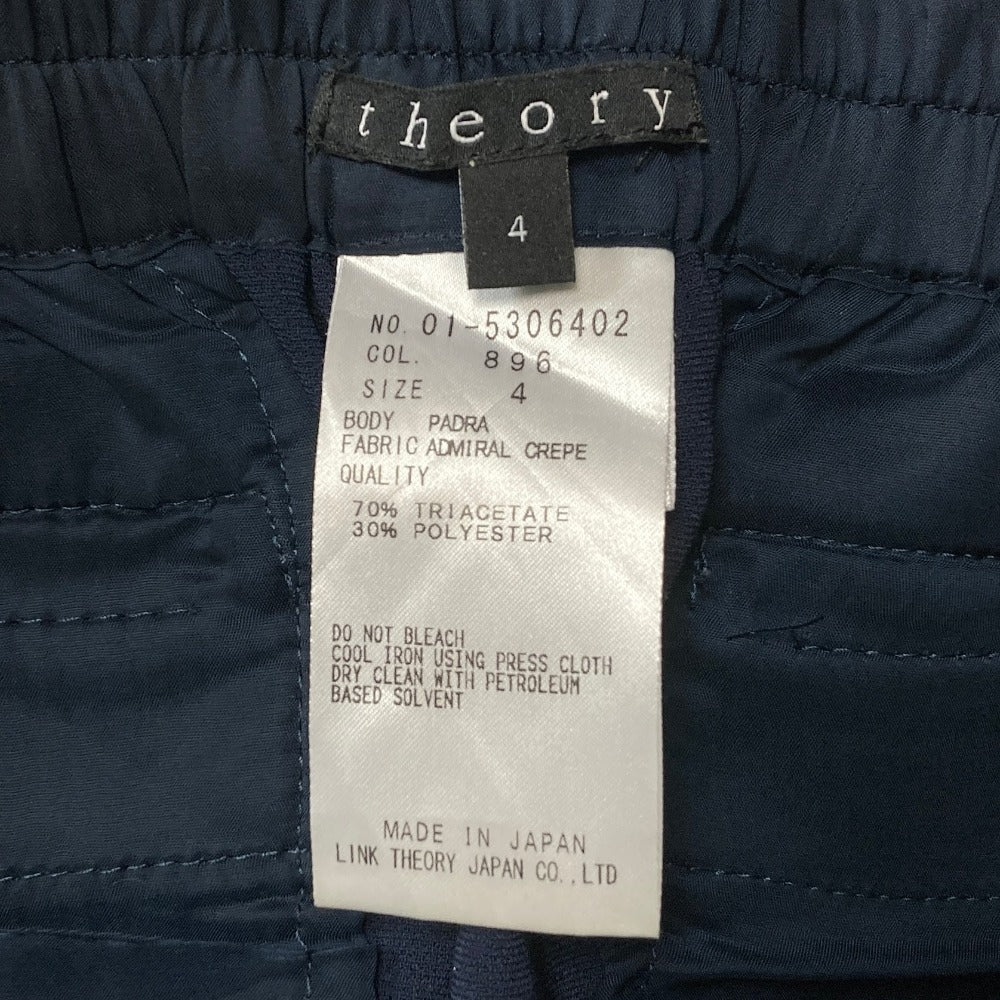 theory
4
NO. 01-5306402
COL. 896
SIZE 4
BODY PADRA
FABRIC ADMIRAL CREPE
QUALITY
70% TRIACETATE
30% POLYESTER
DO NOT BLEACH
COOL IRON USING PRESS CLOTH
DRY CLEAN WITH PETROLEUM
BASED SOLVENT
MADE IN JAPAN
LINK THEORY JAPAN CO.,LTD